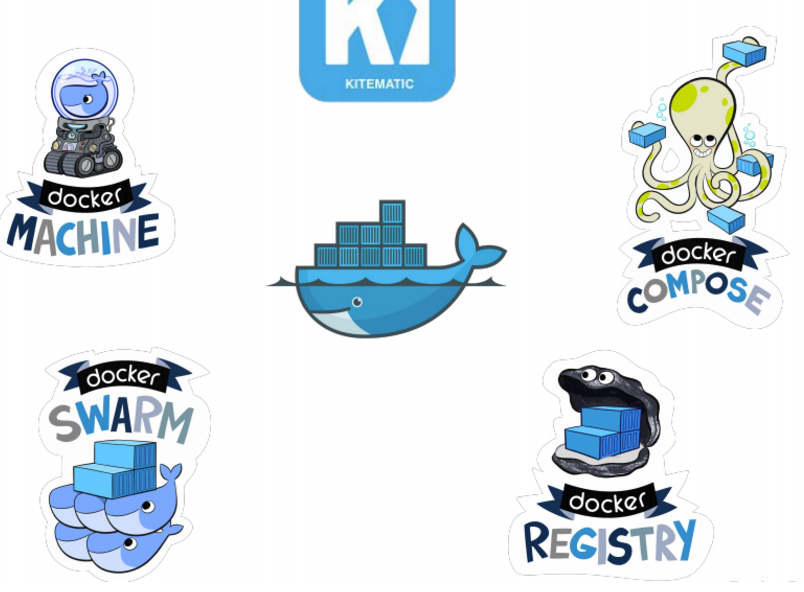 KITEMATIC
docker
MACHINE
docker
COMPOSE
docker
SWARM
docker
REGISTRY